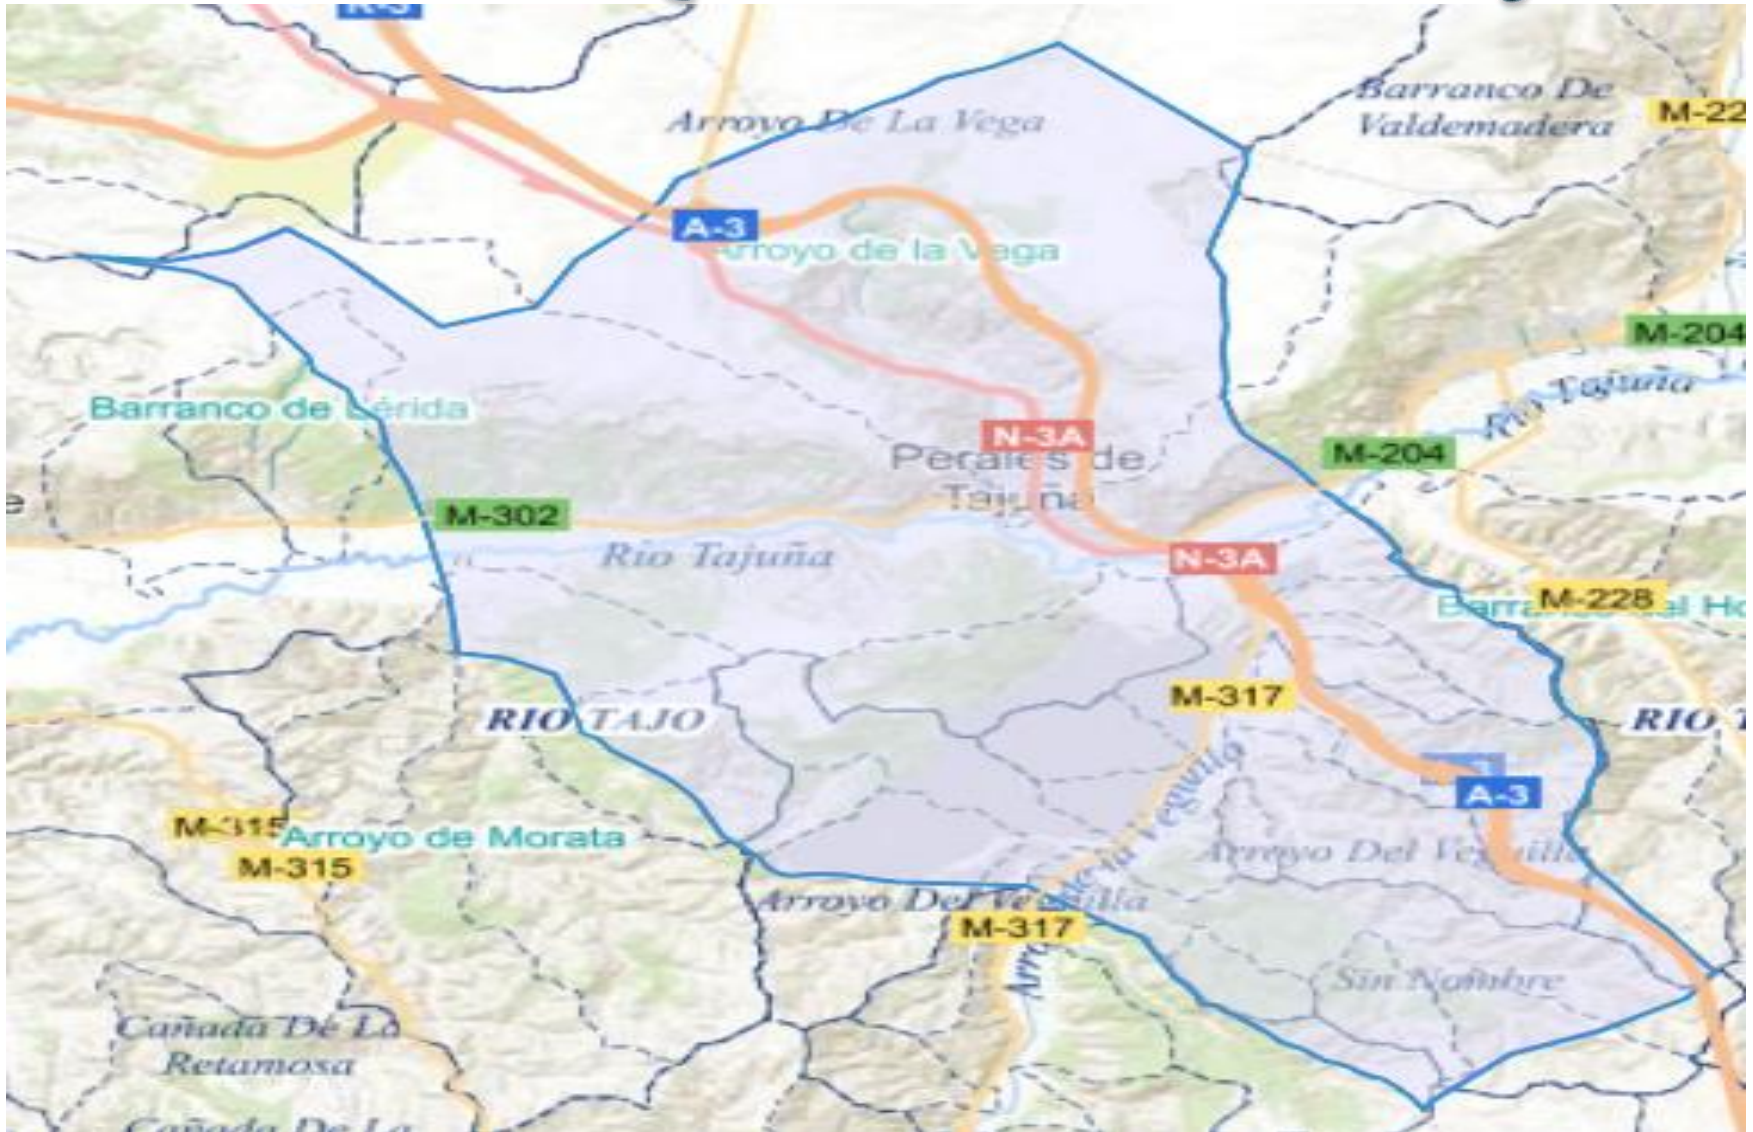 R-3
Barranco De
Valdemadera
M-22
Arroyo De La Vega
A-3
Arroyo de la Vega
M-204
Río Tajuña
Barranco de Lérida
N-3A
M-204
Perales de
Tajuña
e
M-302
Río Tajuña
N-3A
M-228
M-317
RIO TAJO
RIO T
A-3
M-315
Arroyo de Morata
M-315
Arroyo Del Veguilla
Arroyo Del Veguilla
M-317
Sin Nombre
Cañada De La
Retamosa
Cañada De La